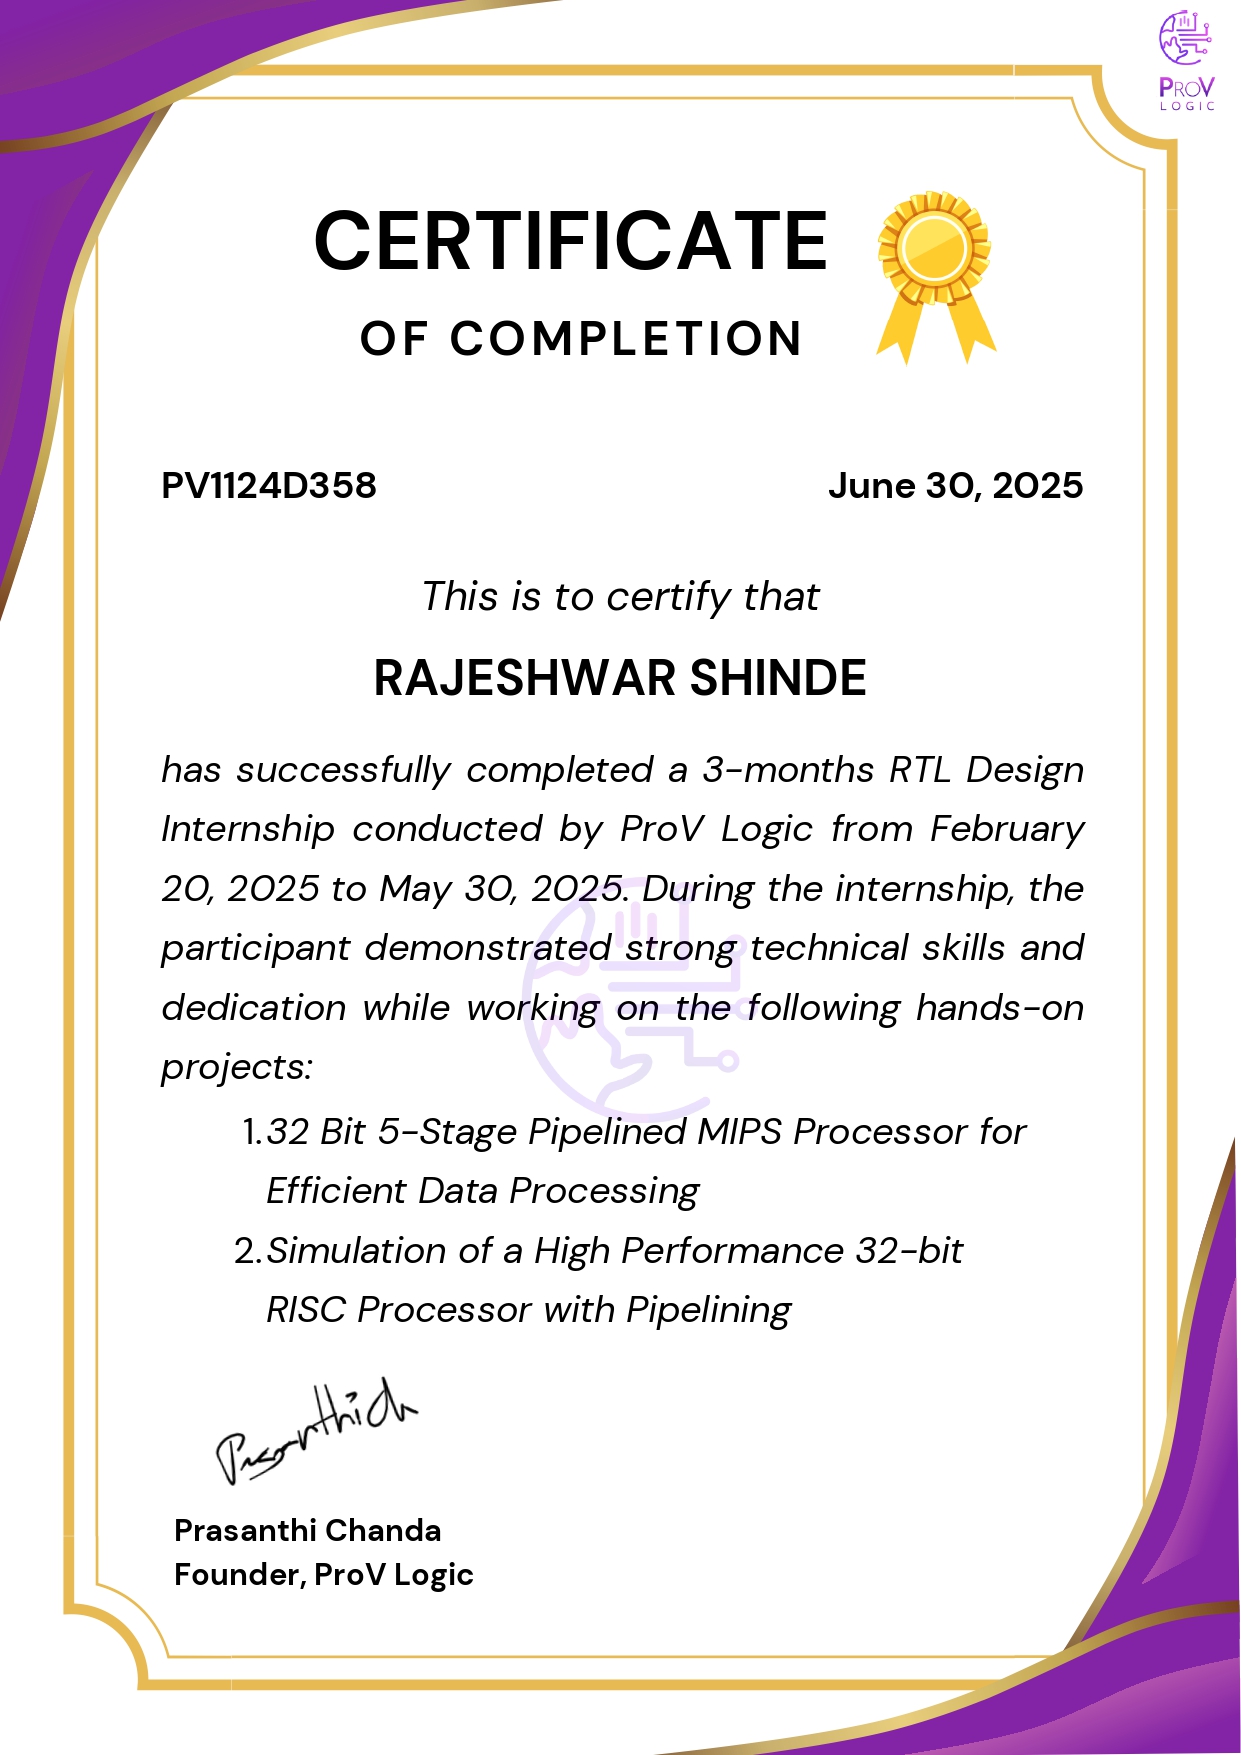 PROV
LOGIC
CERTIFICATE
OF COMPLETION
PV1124D358
June 30, 2025
This is to certify that
RAJESHWAR SHINDE
has successfully completed a 3-months RTL Design
Internship conducted by ProV Logic from February
20, 2025 to May 30, 2025. During the internship, the
participant demonstrated strong technical skills and
dedication while working on the following hands-on
projects:
1. 32 Bit 5-Stage Pipelined MIPS Processor for
Efficient Data Processing
2. Simulation of a High Performance 32-bit
RISC Processor with Pipelining
Prasanthi Ch
Prasanthi Chanda
Founder, ProV Logic